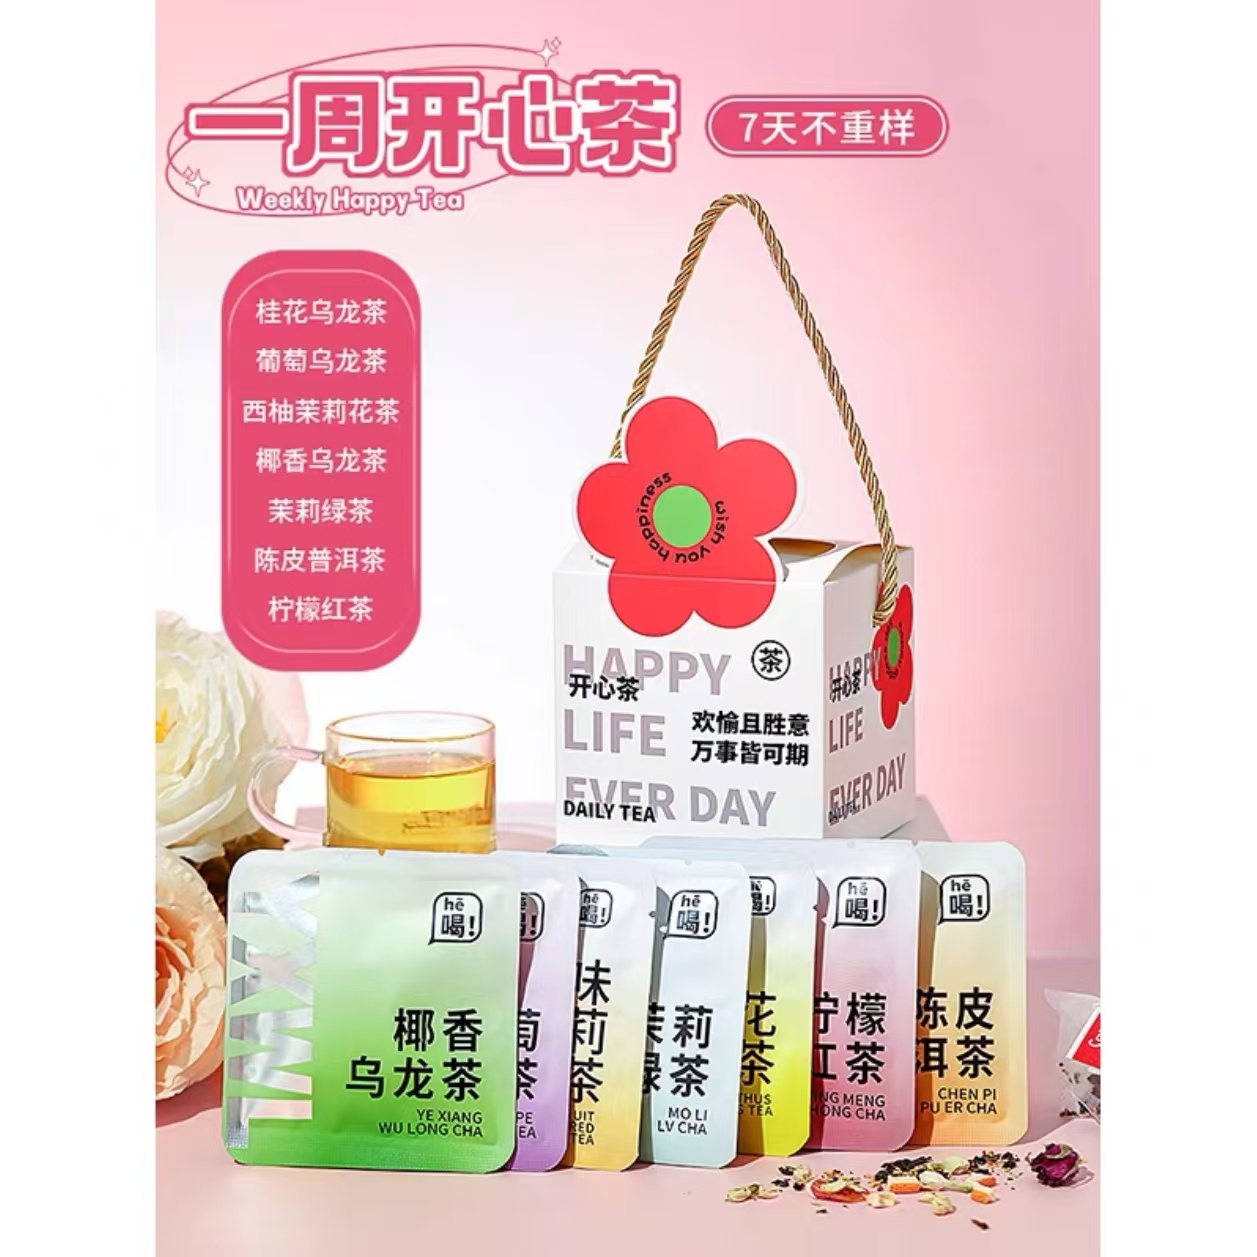 一周开心茶
7天不重样
Weekly Happy Tea
桂花乌龙茶
葡萄乌龙茶
西柚茉莉花茶
椰香乌龙茶
茉莉绿茶
陈皮普洱茶
柠檬红茶
wish you happiness
HAPPY
开心茶
茶
LIFE
欢愉且胜意
万事皆可期
EVER DAY
DAILY TEA
HAPPY
开心茶
LIFE
EVER DAY
DAILY TEA
hē
喝!
椰香
乌龙茶
YE XIANG
WU LONG CHA
hē
喝!
萄
茶
PE
EA
hē
喝!
味
莉
茶
UIT
RED
TEA
hē
喝!
茉莉
绿茶
MO LI
LV CHA
hē
喝!
花
茶
THUS
G TEA
hē
喝!
柠檬
红茶
NING MENG
HONG CHA
hē
喝!
陈皮
洱茶
CHEN PI
PU ER CHA